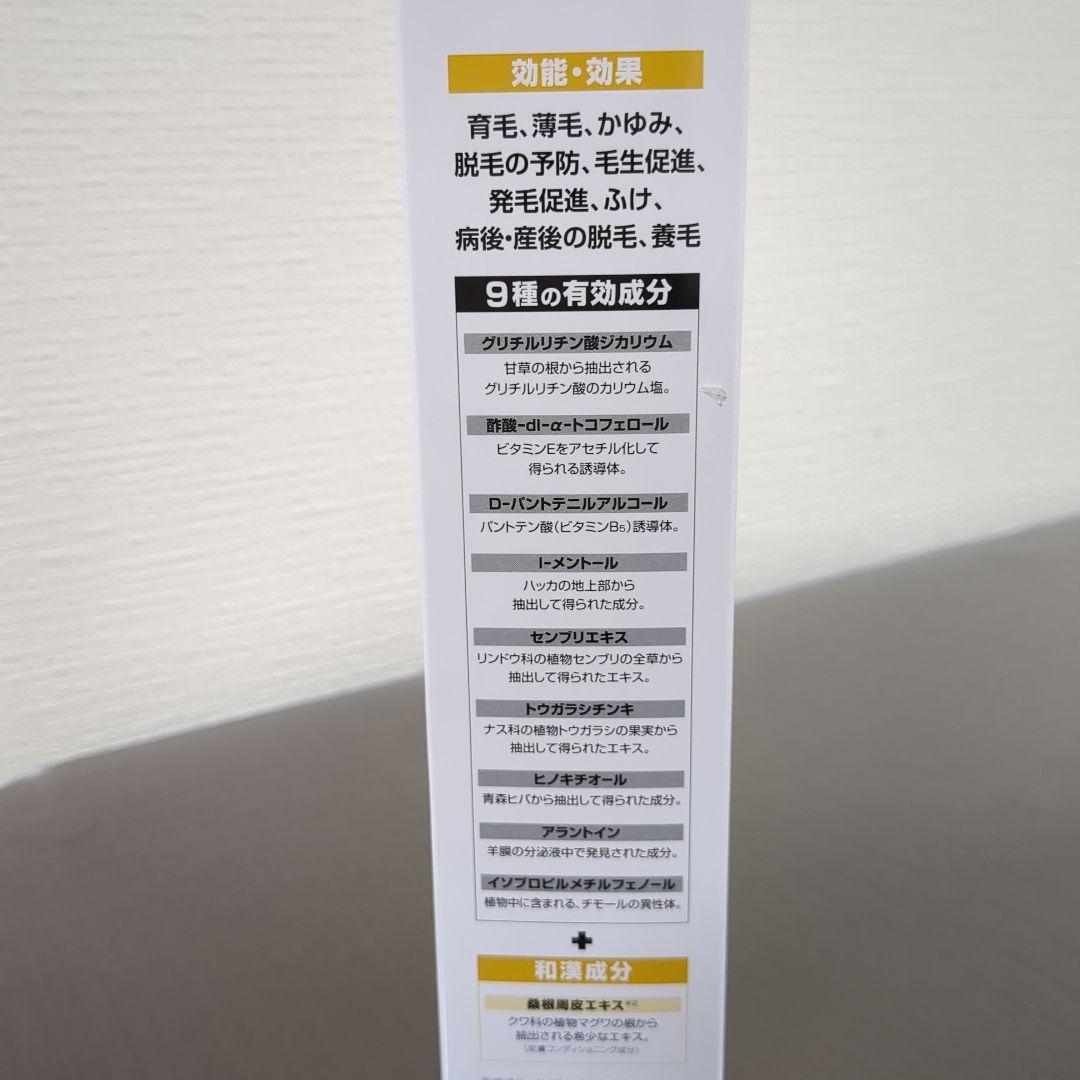 効能・効果
育毛、薄毛、かゆみ、
脱毛の予防、毛生促進、
発毛促進、ふけ、
病後・産後の脱毛、養毛
9種の有効成分
グリチルリチン酸ジカリウム
甘草の根から抽出される
グリチルリチン酸のカリウム塩。
酢酸-dl-α-トコフェロール
ビタミンEをアセチル化して
得られる誘導体。
D-パントテニルアルコール
パントテン酸(ビタミンB5)誘導体。
l-メントール
ハッカの地上部から
抽出して得られた成分。
センブリエキス
リンドウ科の植物センブリの全草から
抽出して得られたエキス。
トウガラシチンキ
ナス科の植物トウガラシの果実から
抽出して得られたエキス。
ヒノキチオール
青森ヒバから抽出して得られた成分。
アラントイン
羊膜の分泌液中で発見された成分。
イソプロピルメチルフェノール
植物中に含まれる、チモールの異性体。
+
和漢成分
桑根周皮エキス※2
クワ科の植物マグワの根から
抽出される希少なエキス。
(皮膚コンディショニング成分)